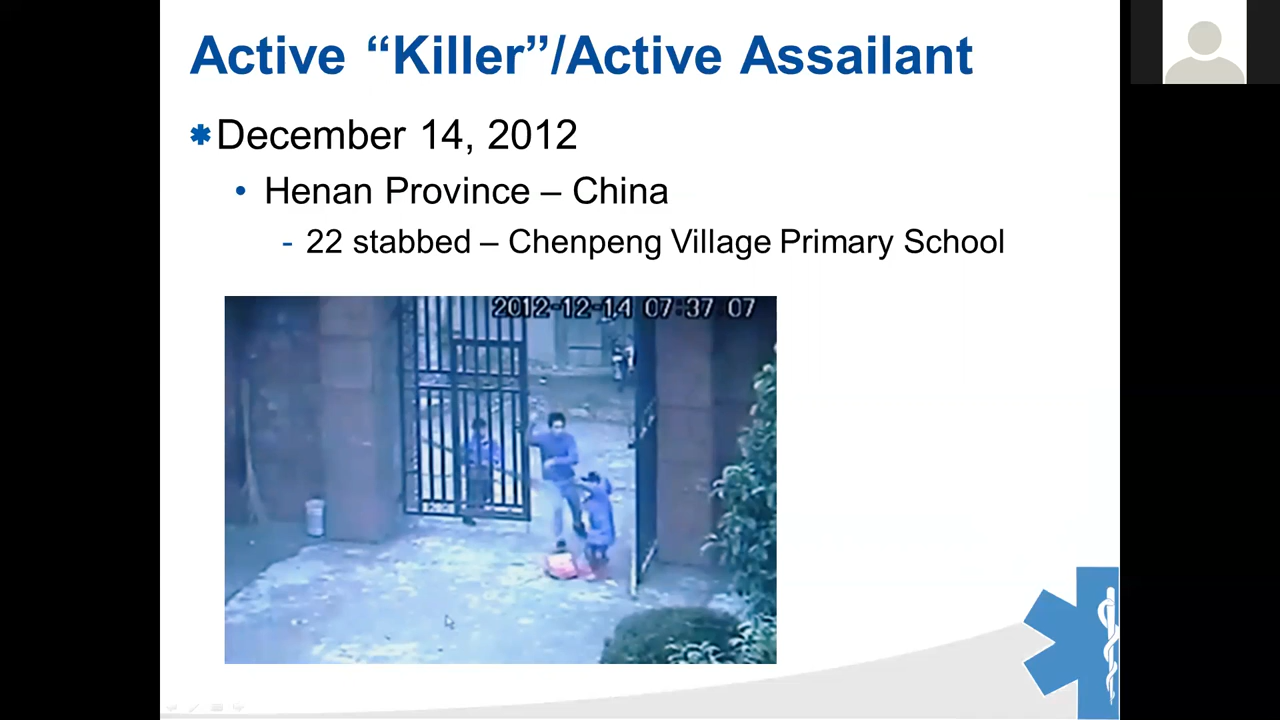 Active “Killer”/Active Assailant
December 14, 2012
Henan Province – China
- 22 stabbed – Chenpeng Village Primary School
2012-12-14 07:37:07